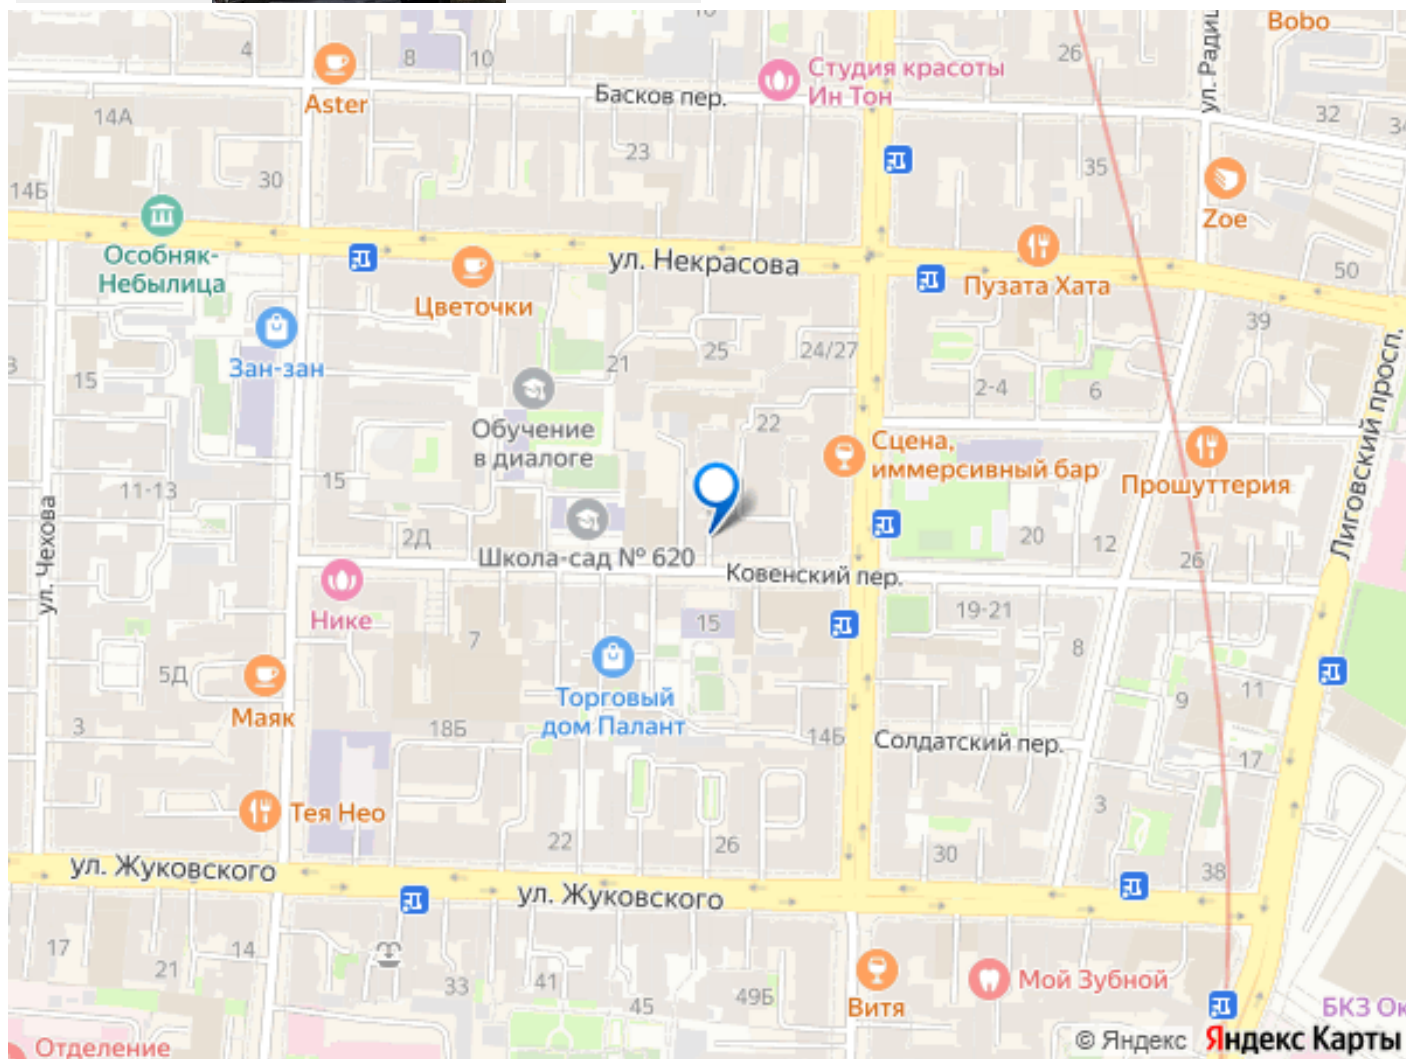 Bobo
4
8
10
26
ул. Радищ
Aster
Студия красоты
Ин Тон
Басков пер.
14А
23
32
34
30
35
14Б
Zoe
Особняк-
Небылица
ул. Некрасова
Пузата Хата
50
Цветочки
39
Зан-зан
15
21
25
24/27
2-4
6
Лиговский просп.
Обучение
в диалоге
22
Сцена,
иммерсивный бар
Прошуттерия
11-13
15
2Д
20
12
26
ул. Чехова
Школа-сад № 620
Ковенский пер.
Нике
7
15
19-21
8
5Д
Маяк
Торговый
дом Палант
9
11
3
18Б
14Б
Солдатский пер.
17
Тея Нео
3
22
26
30
38
ул. Жуковского
ул. Жуковского
17
21
14
33
41
45
49Б
Витя
Мой Зубной
БКЗ Ок
Отделение
© Яндекс Яндекс Карты